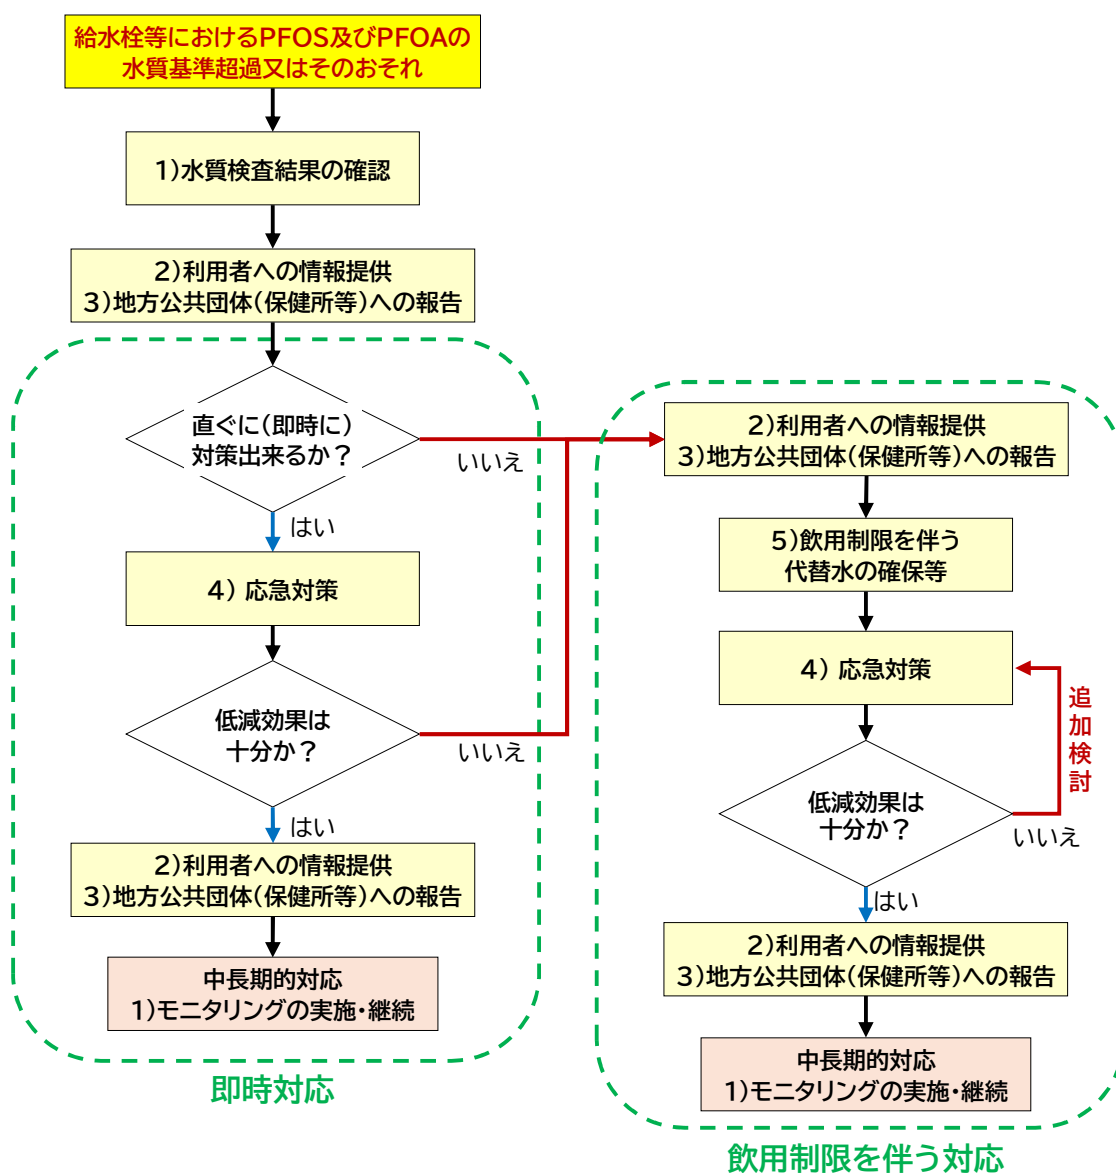 給水栓等におけるPFOS及びPFOAの
水質基準超過又はそのおそれ
1)水質検査結果の確認
2)利用者への情報提供
3)地方公共団体(保健所等)への報告
直ぐに(即時に)
対策出来るか?
いいえ
はい
4) 応急対策
低減効果は
十分か?
いいえ
はい
2)利用者への情報提供
3)地方公共団体(保健所等)への報告
中長期的対応
1)モニタリングの実施・継続
即時対応
2)利用者への情報提供
3)地方公共団体(保健所等)への報告
5)飲用制限を伴う
代替水の確保等
4) 応急対策
追加検討
低減効果は
十分か?
いいえ
はい
2)利用者への情報提供
3)地方公共団体(保健所等)への報告
中長期的対応
1)モニタリングの実施・継続
飲用制限を伴う対応